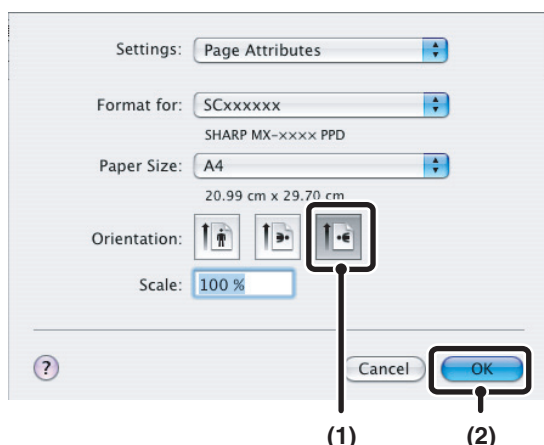 Settings: Page Attributes
Format for: SCxxxxxx
SHARP MX-xxxx PPD
Paper Size: A4
20.99 cm x 29.70 cm
Orientation:
Scale: 100 %
? Cancel OK
(1) (2)